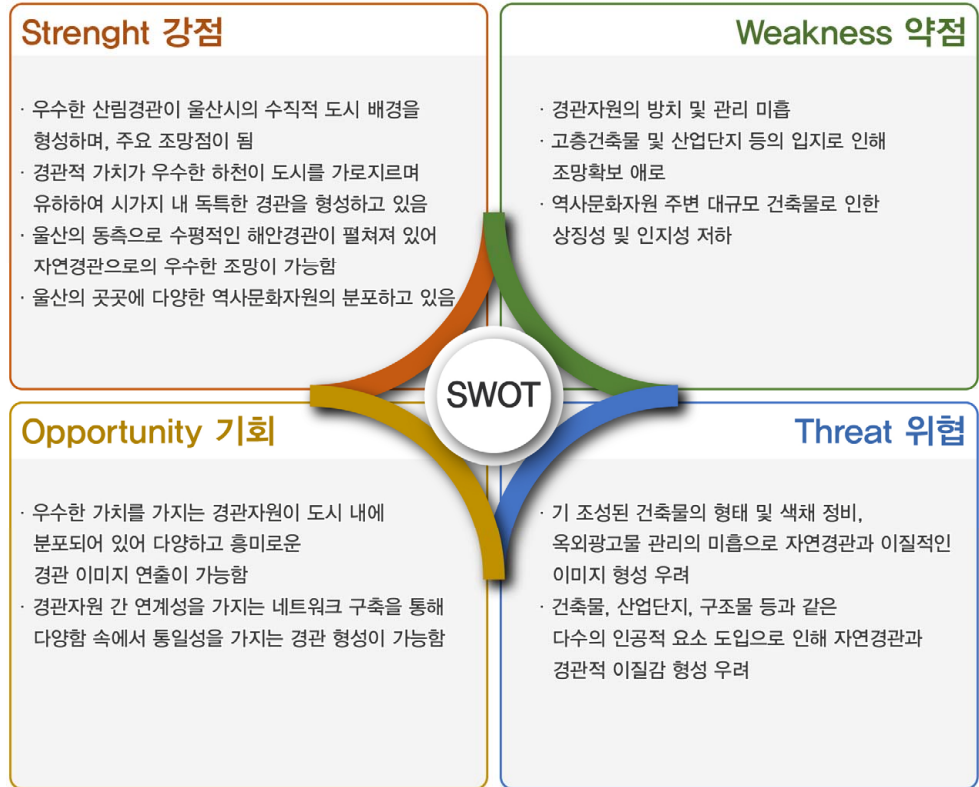 Strenght 강점
· 우수한 산림경관이 울산시의 수직적 도시 배경을
형성하며, 주요 조망점이 됨
· 경관적 가치가 우수한 하천이 도시를 가로지르며
유하하여 시가지 내 독특한 경관을 형성하고 있음
· 울산의 동측으로 수평적인 해안경관이 펼쳐져 있어
자연경관으로의 우수한 조망이 가능함
· 울산의 곳곳에 다양한 역사문화자원의 분포하고 있음
Weakness 약점
· 경관자원의 방치 및 관리 미흡
· 고층건축물 및 산업단지 등의 입지로 인해
조망확보 애로
· 역사문화자원 주변 대규모 건축물로 인한
상징성 및 인지성 저하
SWOT
Opportunity 기회
· 우수한 가치를 가지는 경관자원이 도시 내에
분포되어 있어 다양하고 흥미로운
경관 이미지 연출이 가능함
· 경관자원 간 연계성을 가지는 네트워크 구축을 통해
다양함 속에서 통일성을 가지는 경관 형성이 가능함
Threat 위협
· 기 조성된 건축물의 형태 및 색채 정비,
옥외광고물 관리의 미흡으로 자연경관과 이질적인
이미지 형성 우려
· 건축물, 산업단지, 구조물 등과 같은
다수의 인공적 요소 도입으로 인해 자연경관과
경관적 이질감 형성 우려